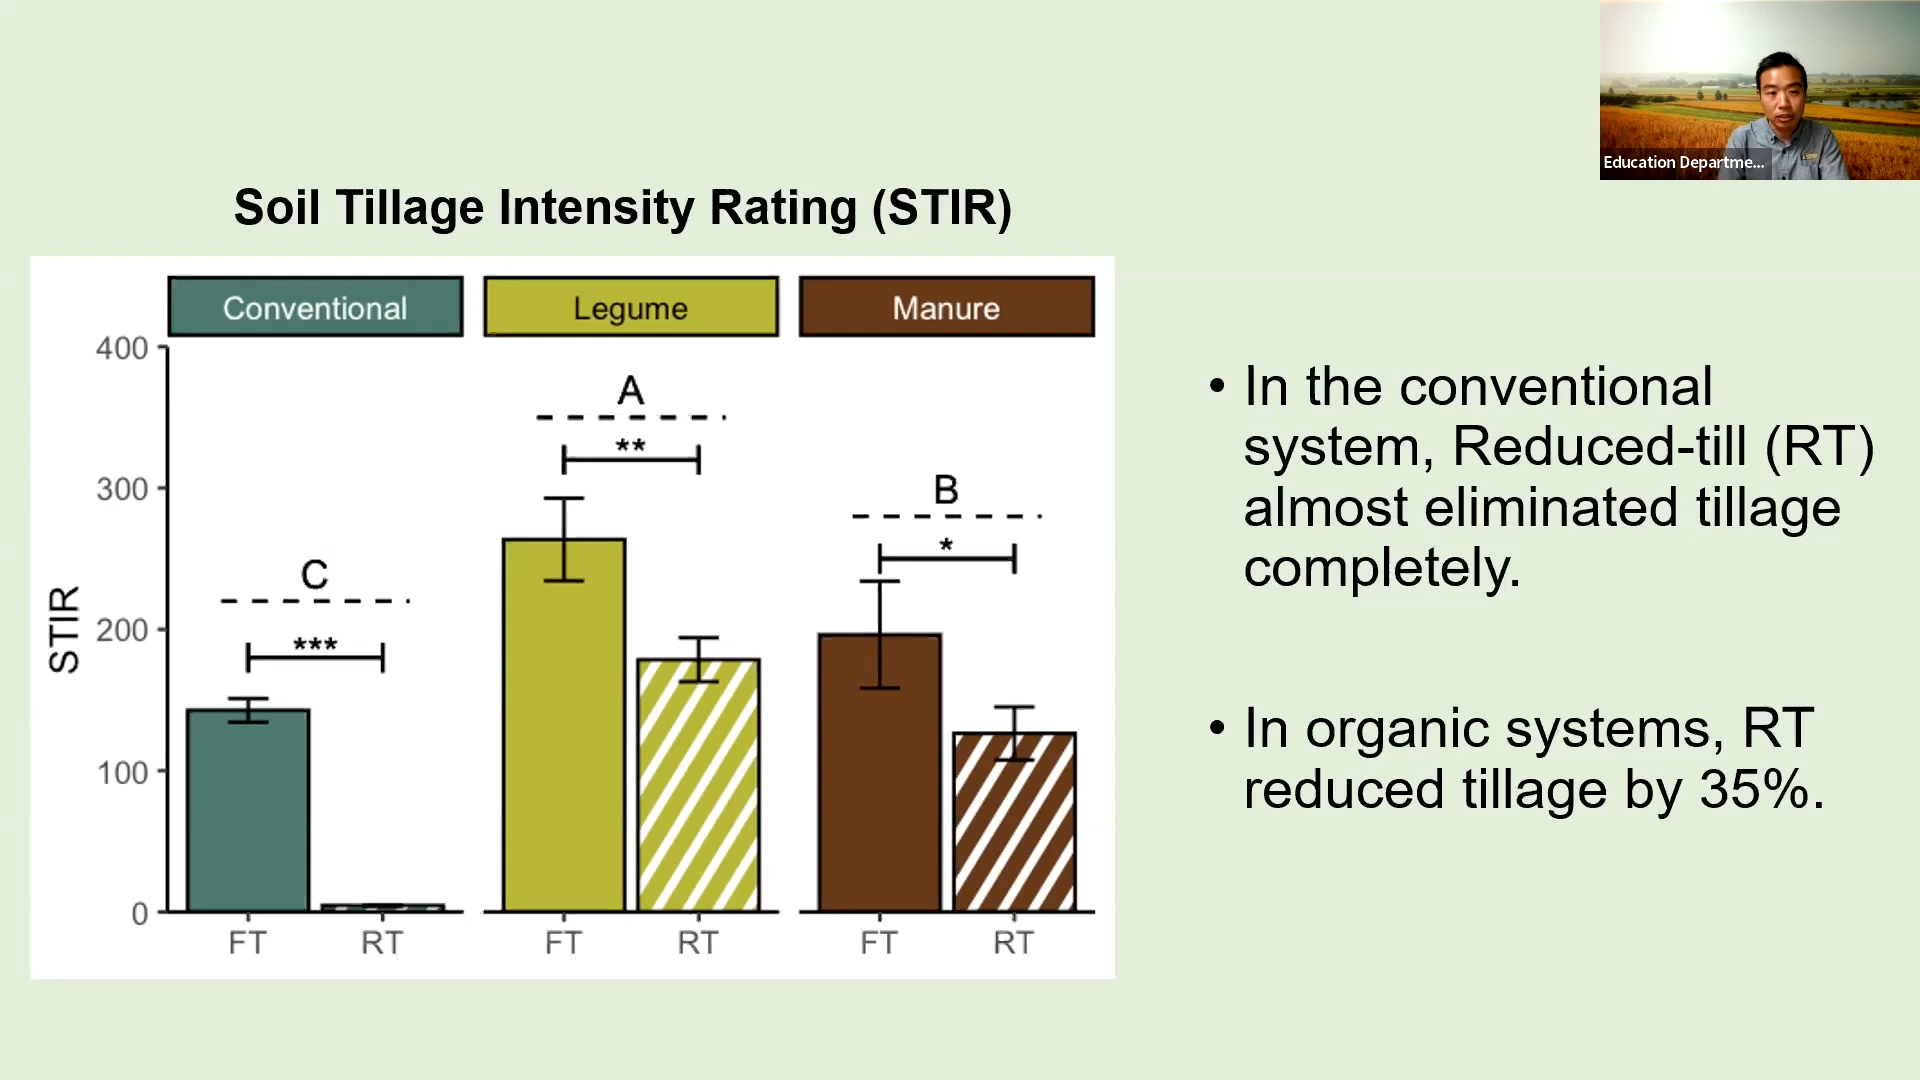 Education Departme...
Soil Tillage Intensity Rating (STIR)
Conventional
Legume
Manure
STIR
400
300
200
100
0
C
***
A
**
B
*
FT
RT
FT
RT
FT
RT
• In the conventional
system, Reduced-till (RT)
almost eliminated tillage
completely.
• In organic systems, RT
reduced tillage by 35%.